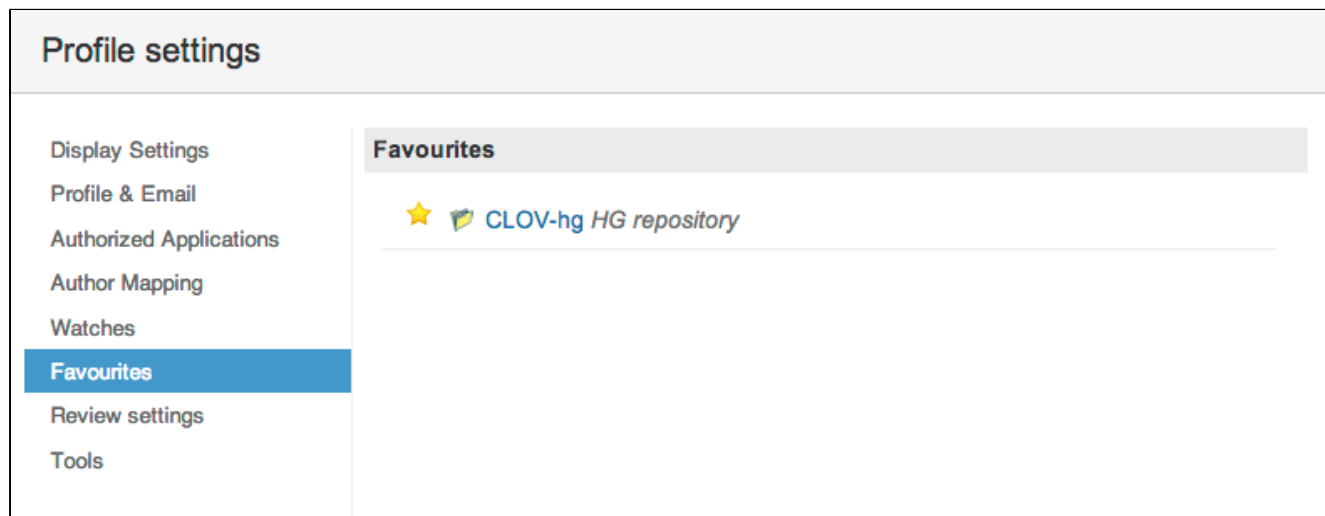 Profile settings
Display Settings
Profile & Email
Authorized Applications
Author Mapping
Watches
Favourites
Review settings
Tools
Favourites
CLOV-hg HG repository